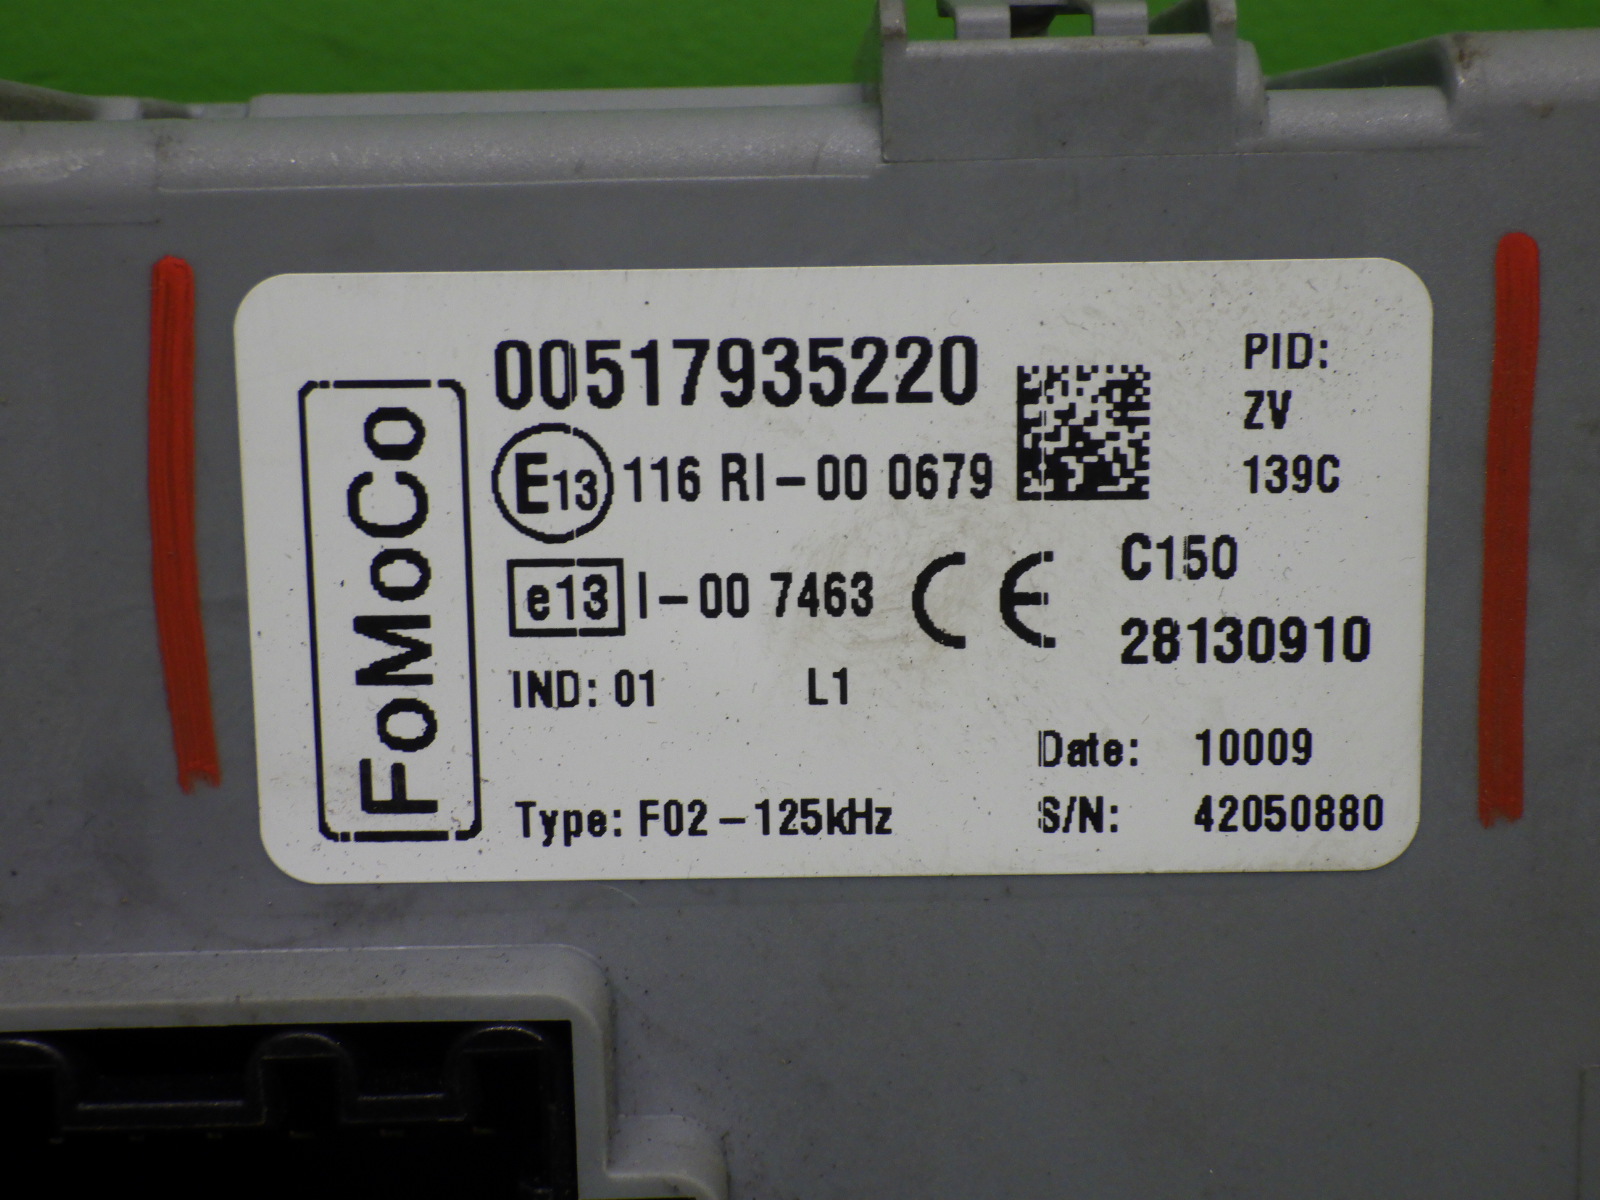 FoMoCo
00517935220
E13 116 RI-00 0679
e13 I-00 7463
CE
IND: 01 L1
Type: F02-125kHz
PID:
ZV
139C
C150
28130910
Date: 10009
S/N: 42050880